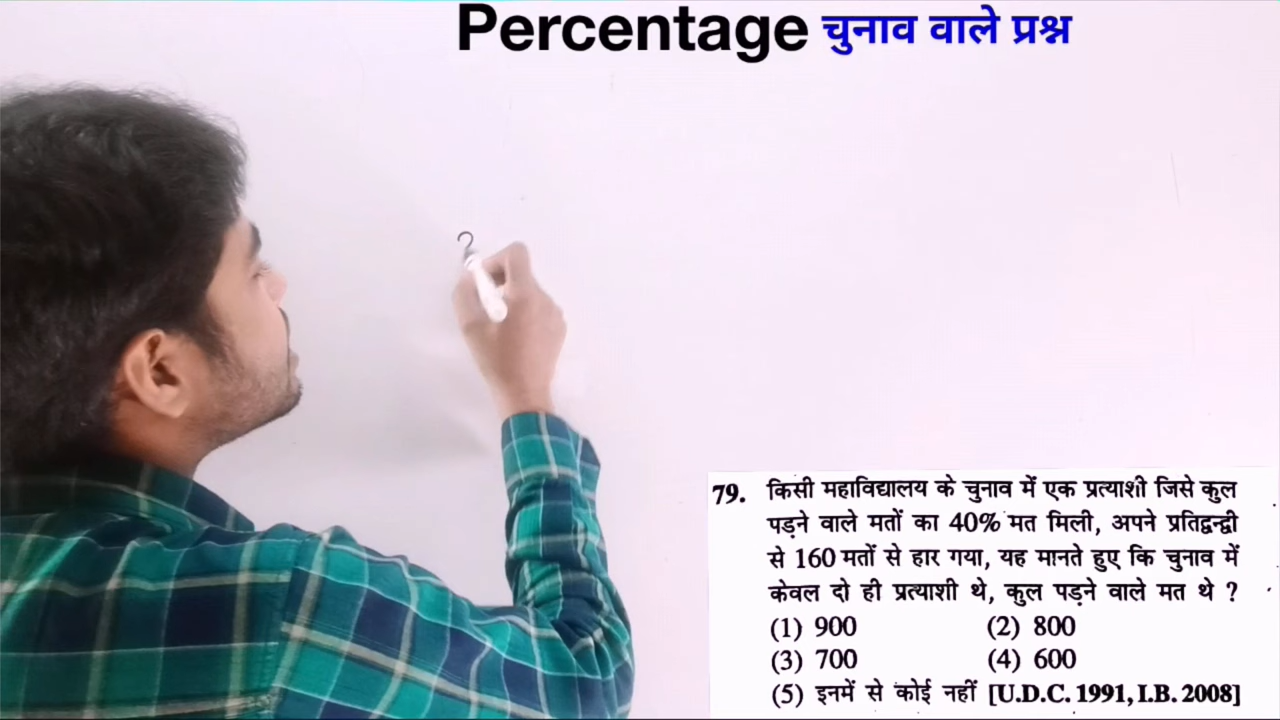 Percentage चुनाव वाले प्रश्न
2
79. किसी महाविद्यालय के चुनाव में एक प्रत्याशी जिसे कुल
पड़ने वाले मतों का 40% मत मिली, अपने प्रतिद्वन्द्वी
से 160 मतों से हार गया, यह मानते हुए कि चुनाव में
केवल दो ही प्रत्याशी थे, कुल पड़ने वाले मत थे ?
(1) 900 (2) 800
(3) 700 (4) 600
(5) इनमें से कोई नहीं [U.D.C. 1991, I.B. 2008]